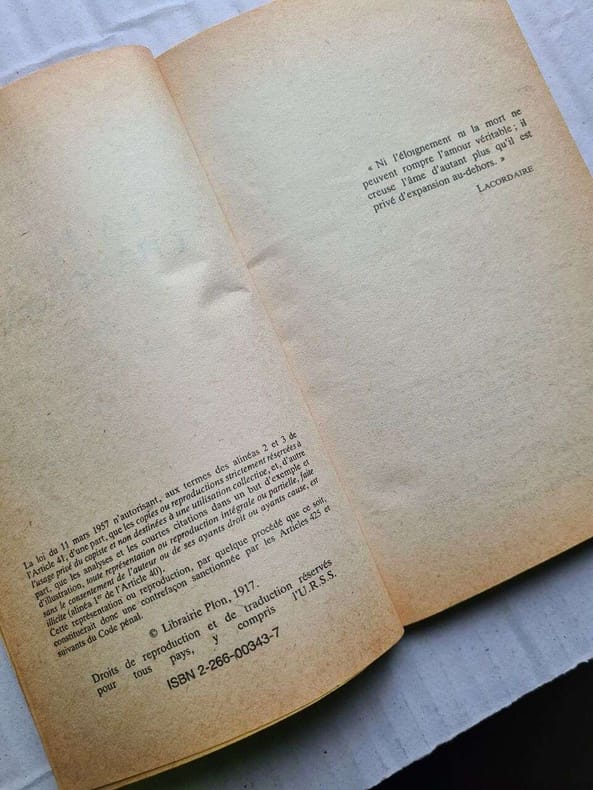 La loi du 11 mars 1957 n'autorisant, aux termes des alinéas 2 et 3 de
l'Article 41, d'une part, que les copies ou reproductions strictement réservées à
l'usage privé du copiste et non destinées à une utilisation collective, et, d'autre
part, que les analyses et les courtes citations dans un but d'exemple et
d'illustration, toute représentation ou reproduction intégrale ou partielle, faite
sans le consentement de l'auteur ou de ses ayants droit ou ayants cause, est
illicite (alinéa 1er de l'Article 40).
Cette représentation ou reproduction, par quelque procédé que ce soit,
constituerait donc une contrefaçon sanctionnée par les Articles 425 et
suivants du Code pénal.
© Librairie Plon, 1917.
Droits de reproduction et de traduction réservés
pour tous pays, y compris l'U.R.S.S.
ISBN 2-266-00343-7
« Ni l'éloignement ni la mort ne
peuvent rompre l'amour véritable ; il
creuse l'âme d'autant plus qu'il est
privé d'expansion au-dehors. »
LACORDAIRE